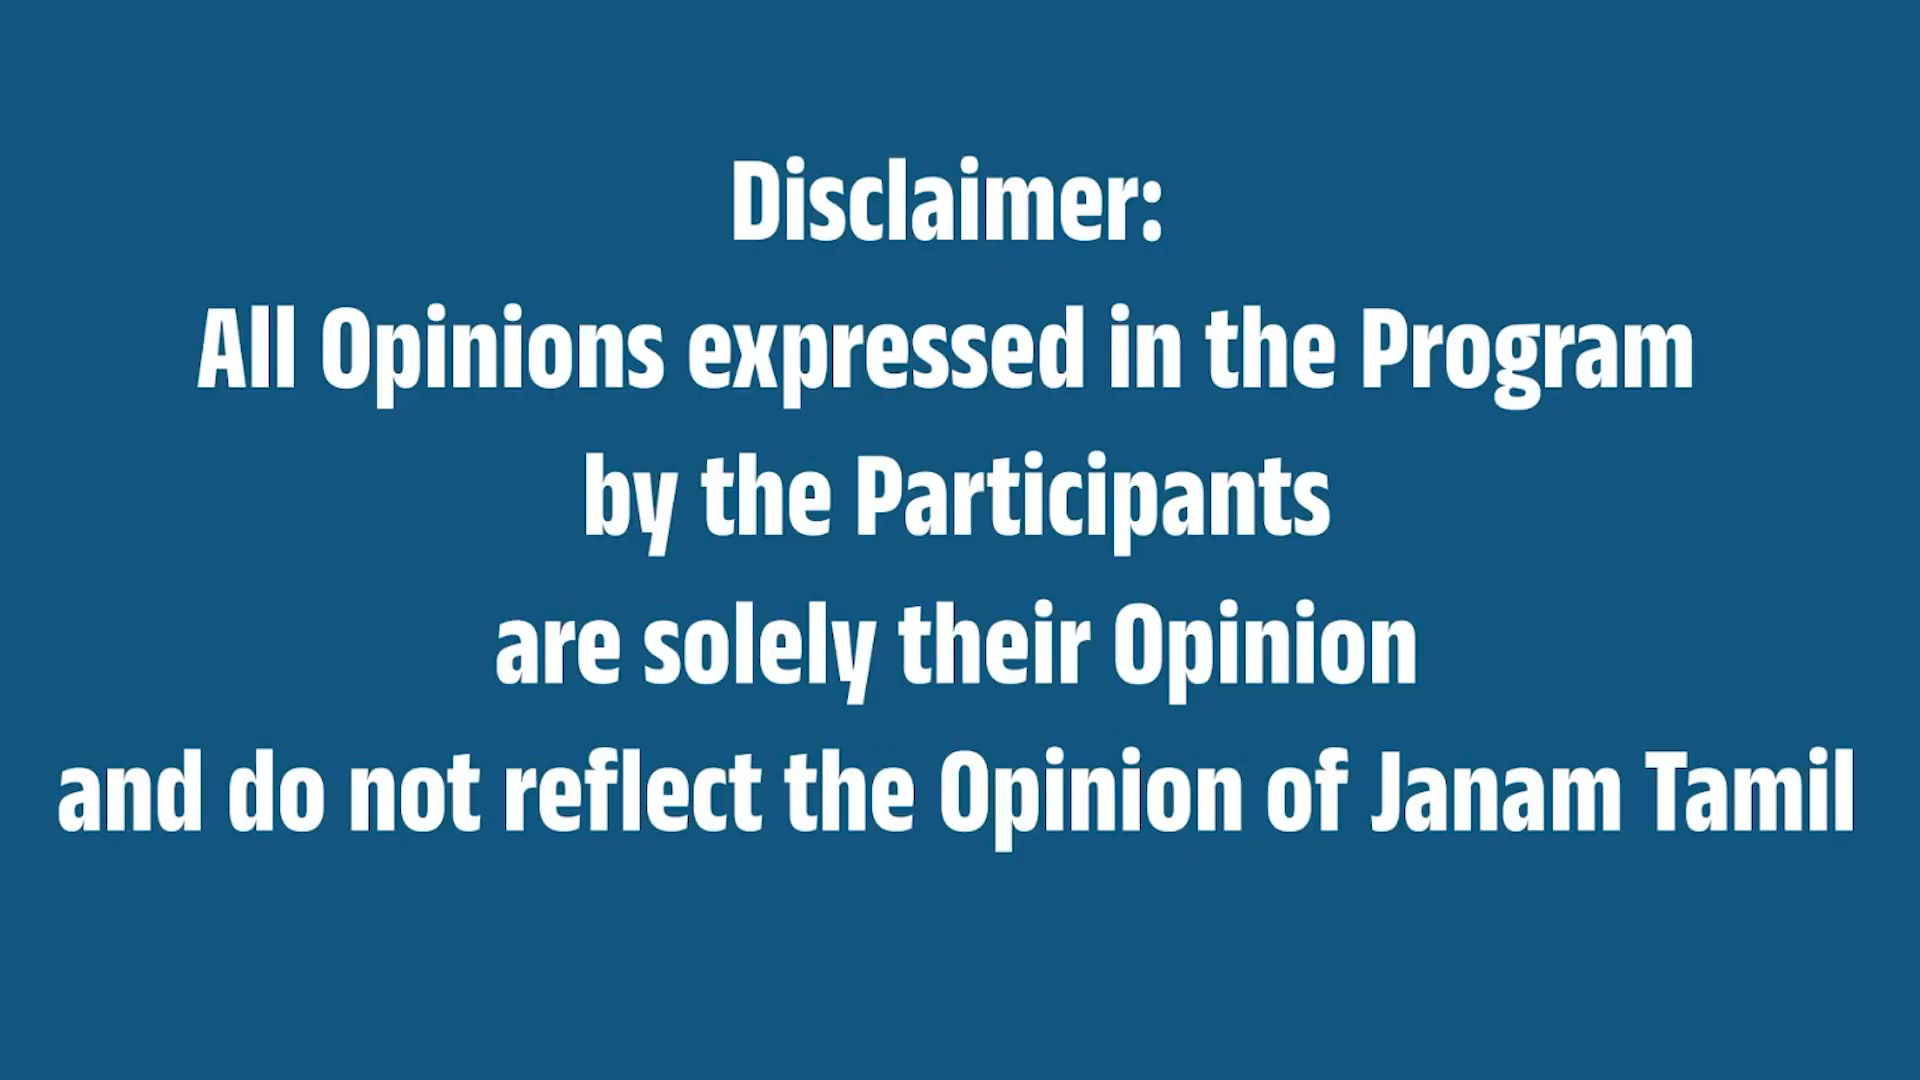 Disclaimer:
All Opinions expressed in the Program
by the Participants
are solely their Opinion
and do not reflect the Opinion of Janam Tamil